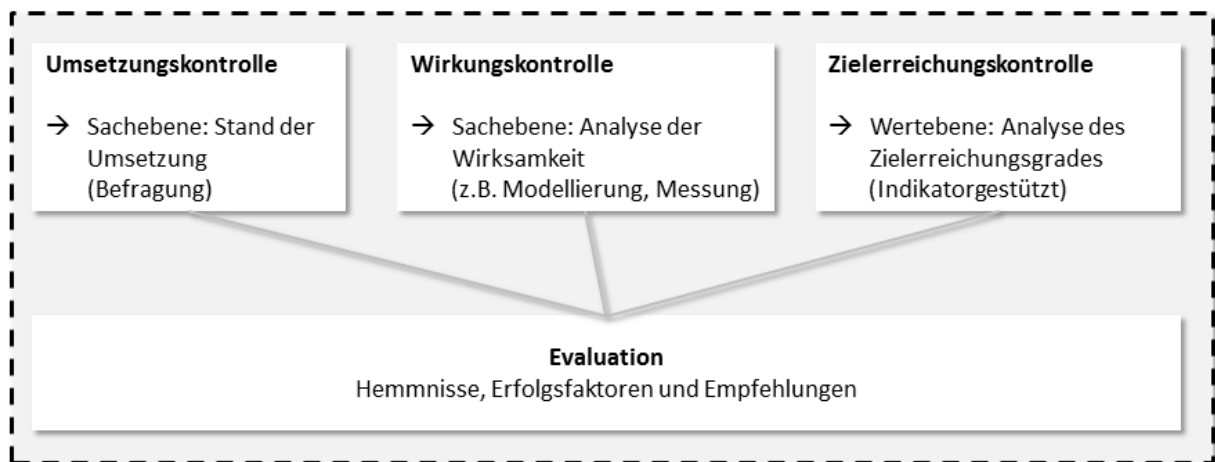 Umsetzungskontrolle
→ Sachebene: Stand der
Umsetzung
(Befragung)
Wirkungskontrolle
→ Sachebene: Analyse der
Wirksamkeit
(z.B. Modellierung, Messung)
Zielerreichungskontrolle
→ Wertebene: Analyse des
Zielerreichungsgrades
(Indikatorgestützt)
Evaluation
Hemmnisse, Erfolgsfaktoren und Empfehlungen